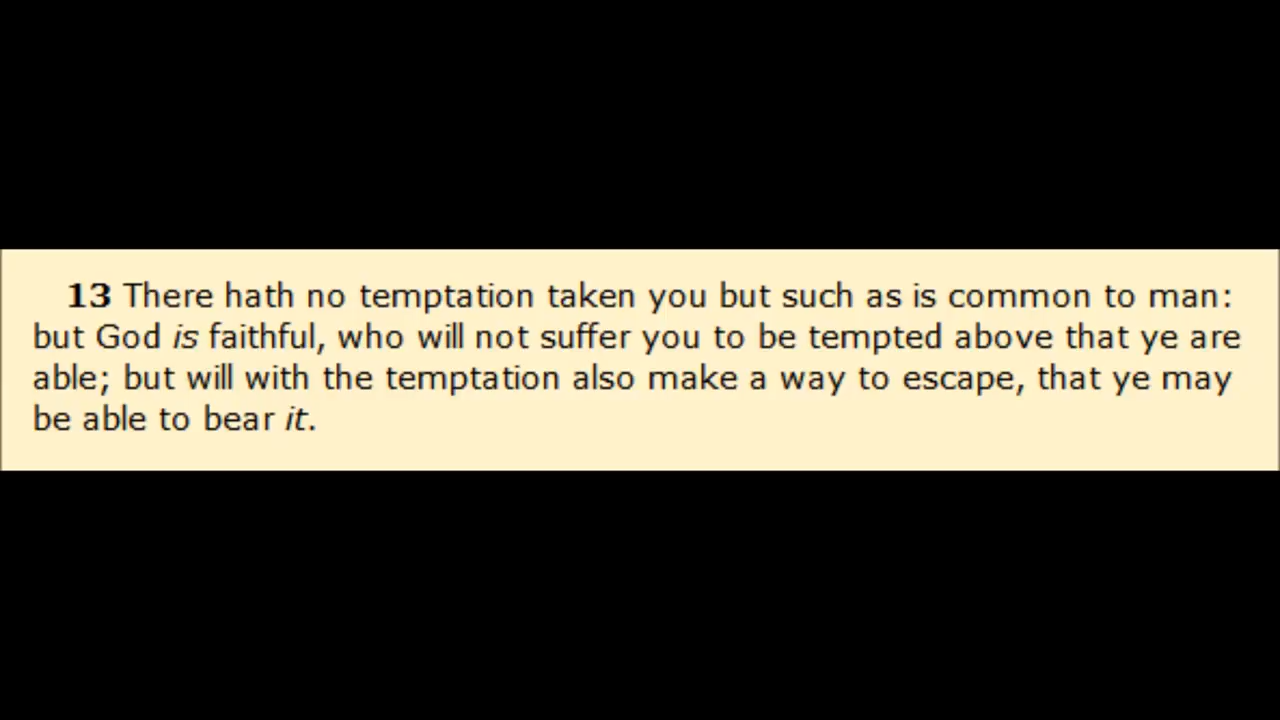 13 There hath no temptation taken you but such as is common to man:
but God is faithful, who will not suffer you to be tempted above that ye are
able; but will with the temptation also make a way to escape, that ye may
be able to bear it.